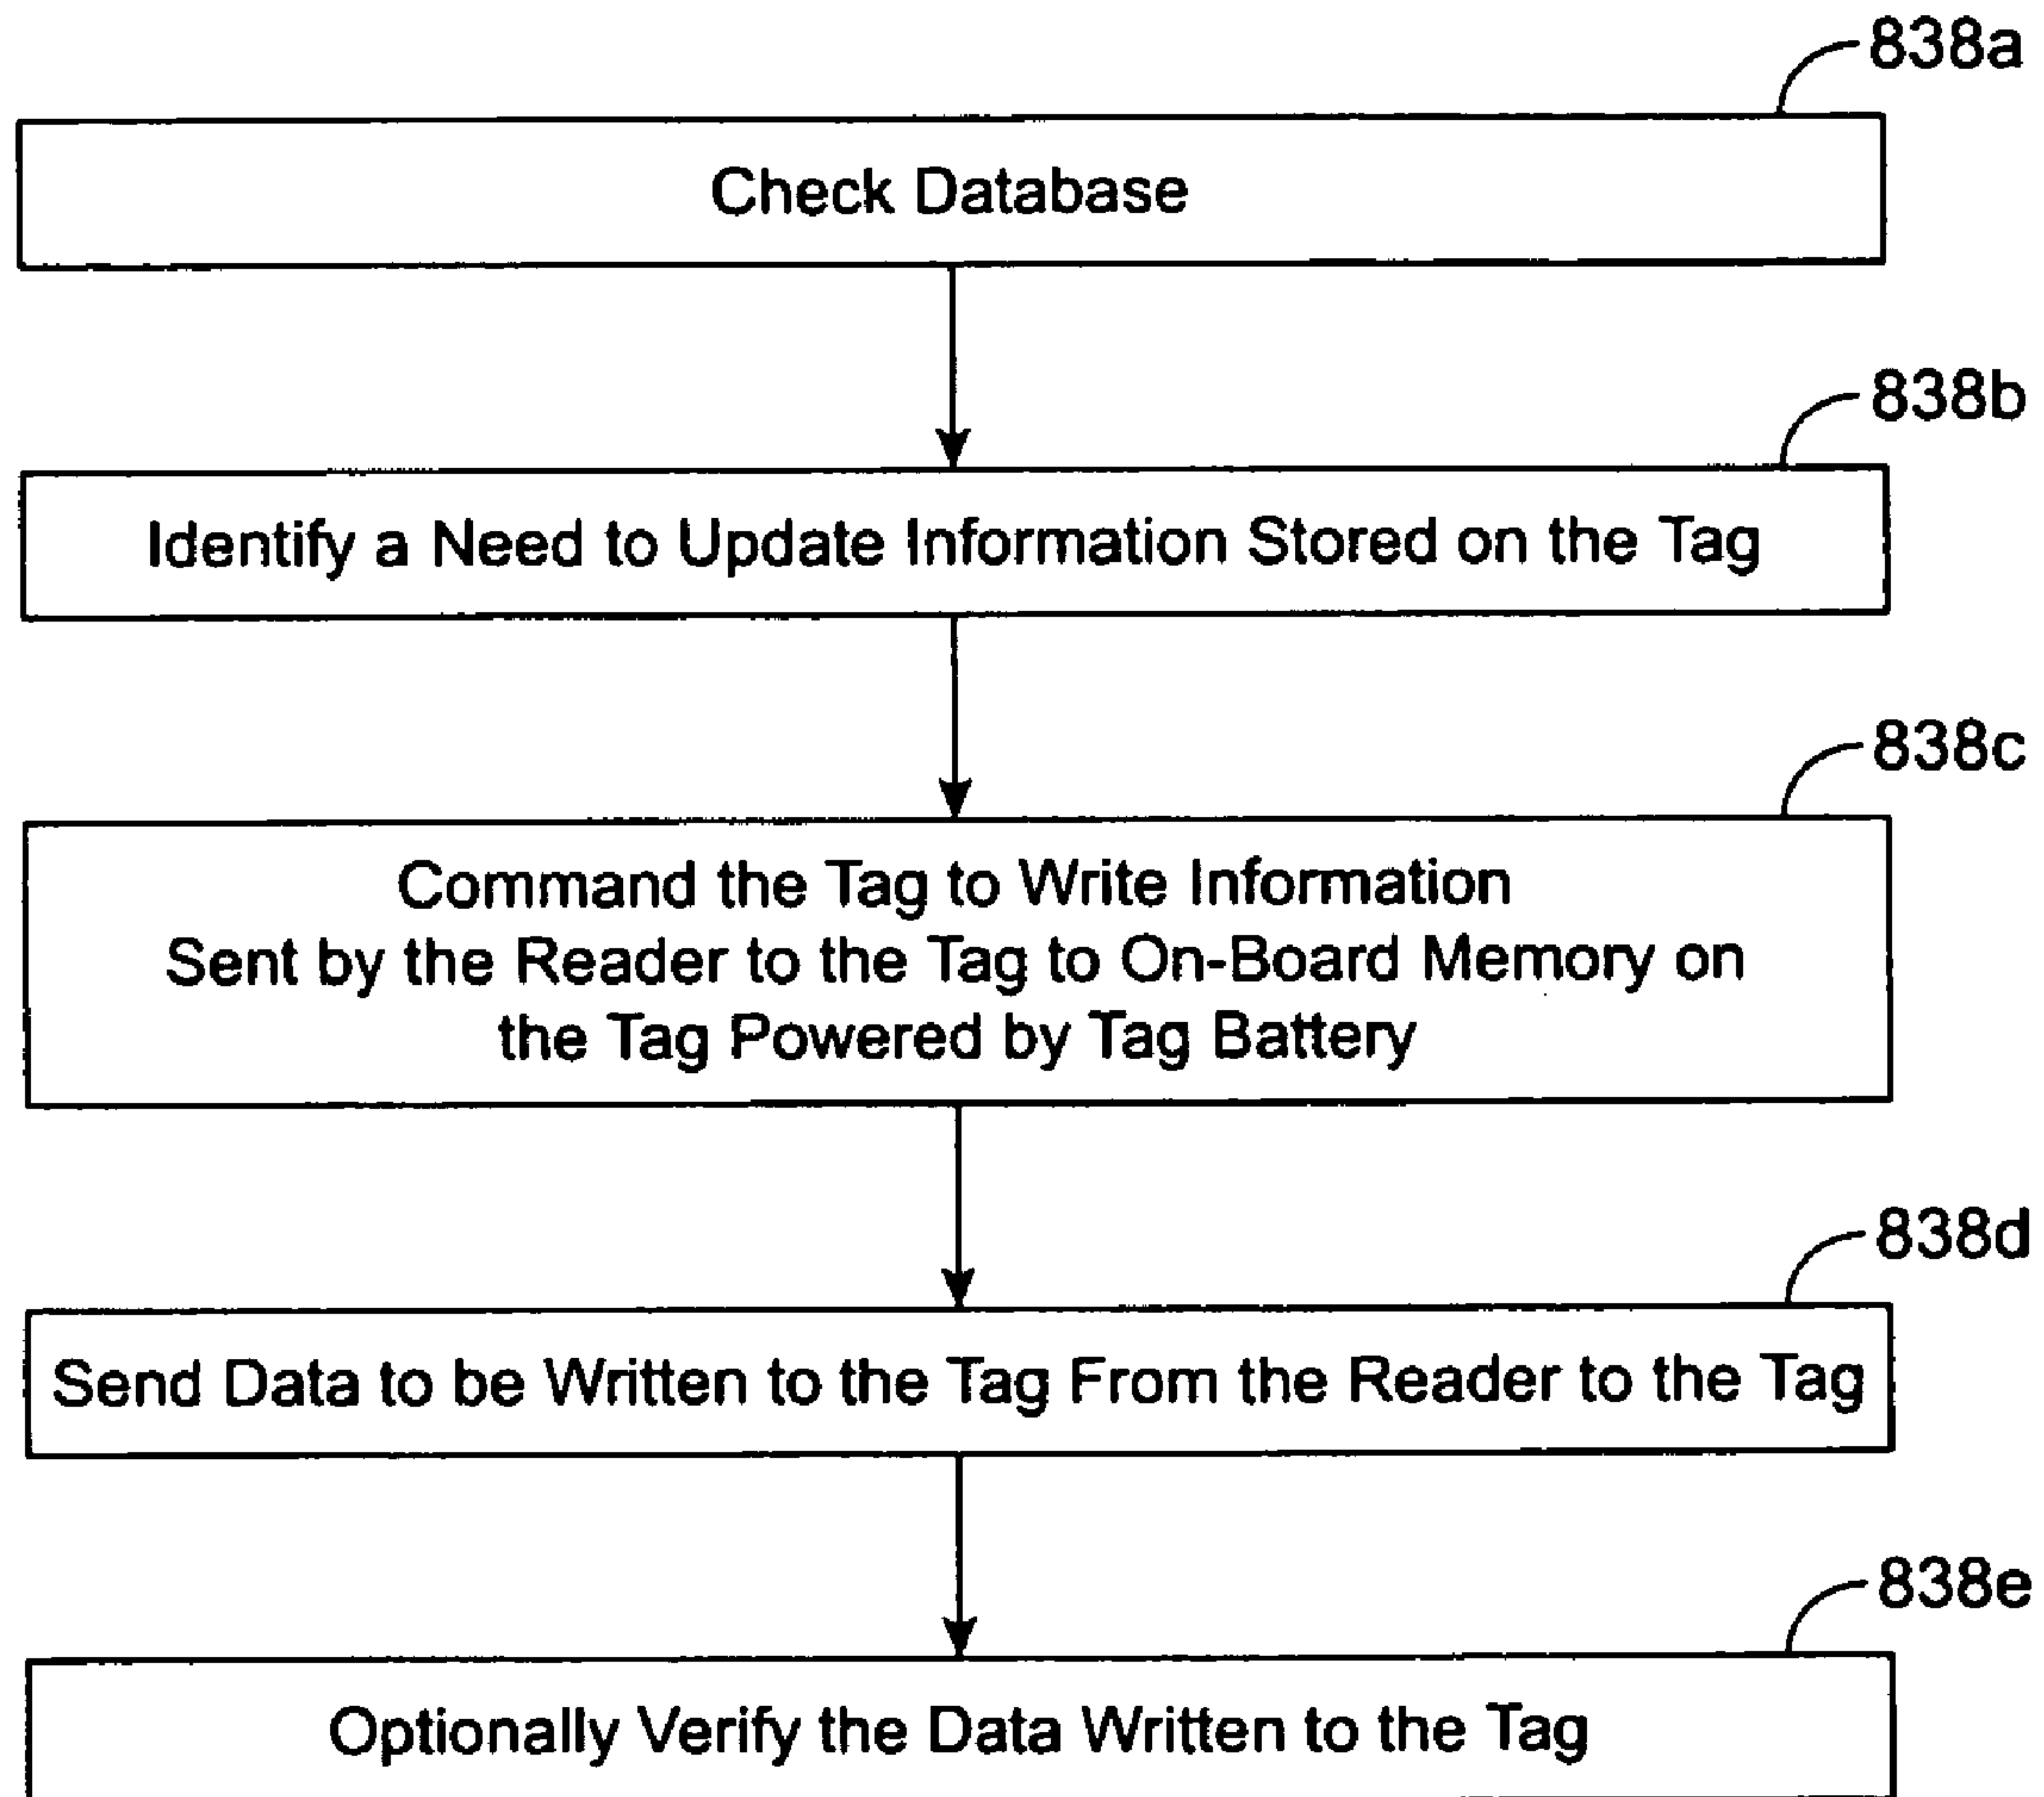 838a
Check Database
838b
Identify a Need to Update Information Stored on the Tag
838c
Command the Tag to Write Information
Sent by the Reader to the Tag to On-Board Memory on
the Tag Powered by Tag Battery
838d
Send Data to be Written to the Tag From the Reader to the Tag
838e
Optionally Verify the Data Written to the Tag